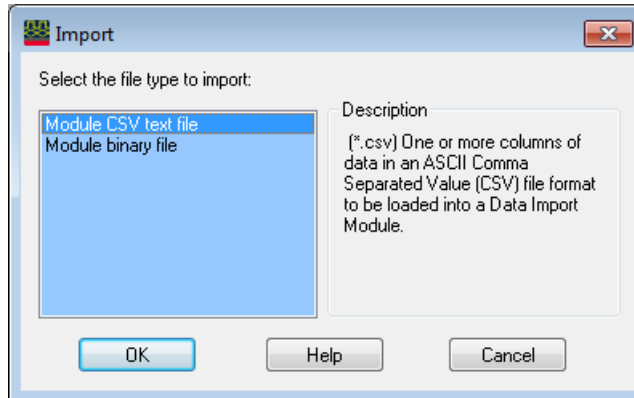 Import
Select the file type to import:
Module CSV text file
Module binary file
Description
(*.csv) One or more columns of
data in an ASCII Comma
Separated Value (CSV) file format
to be loaded into a Data Import
Module.
OK
Help
Cancel